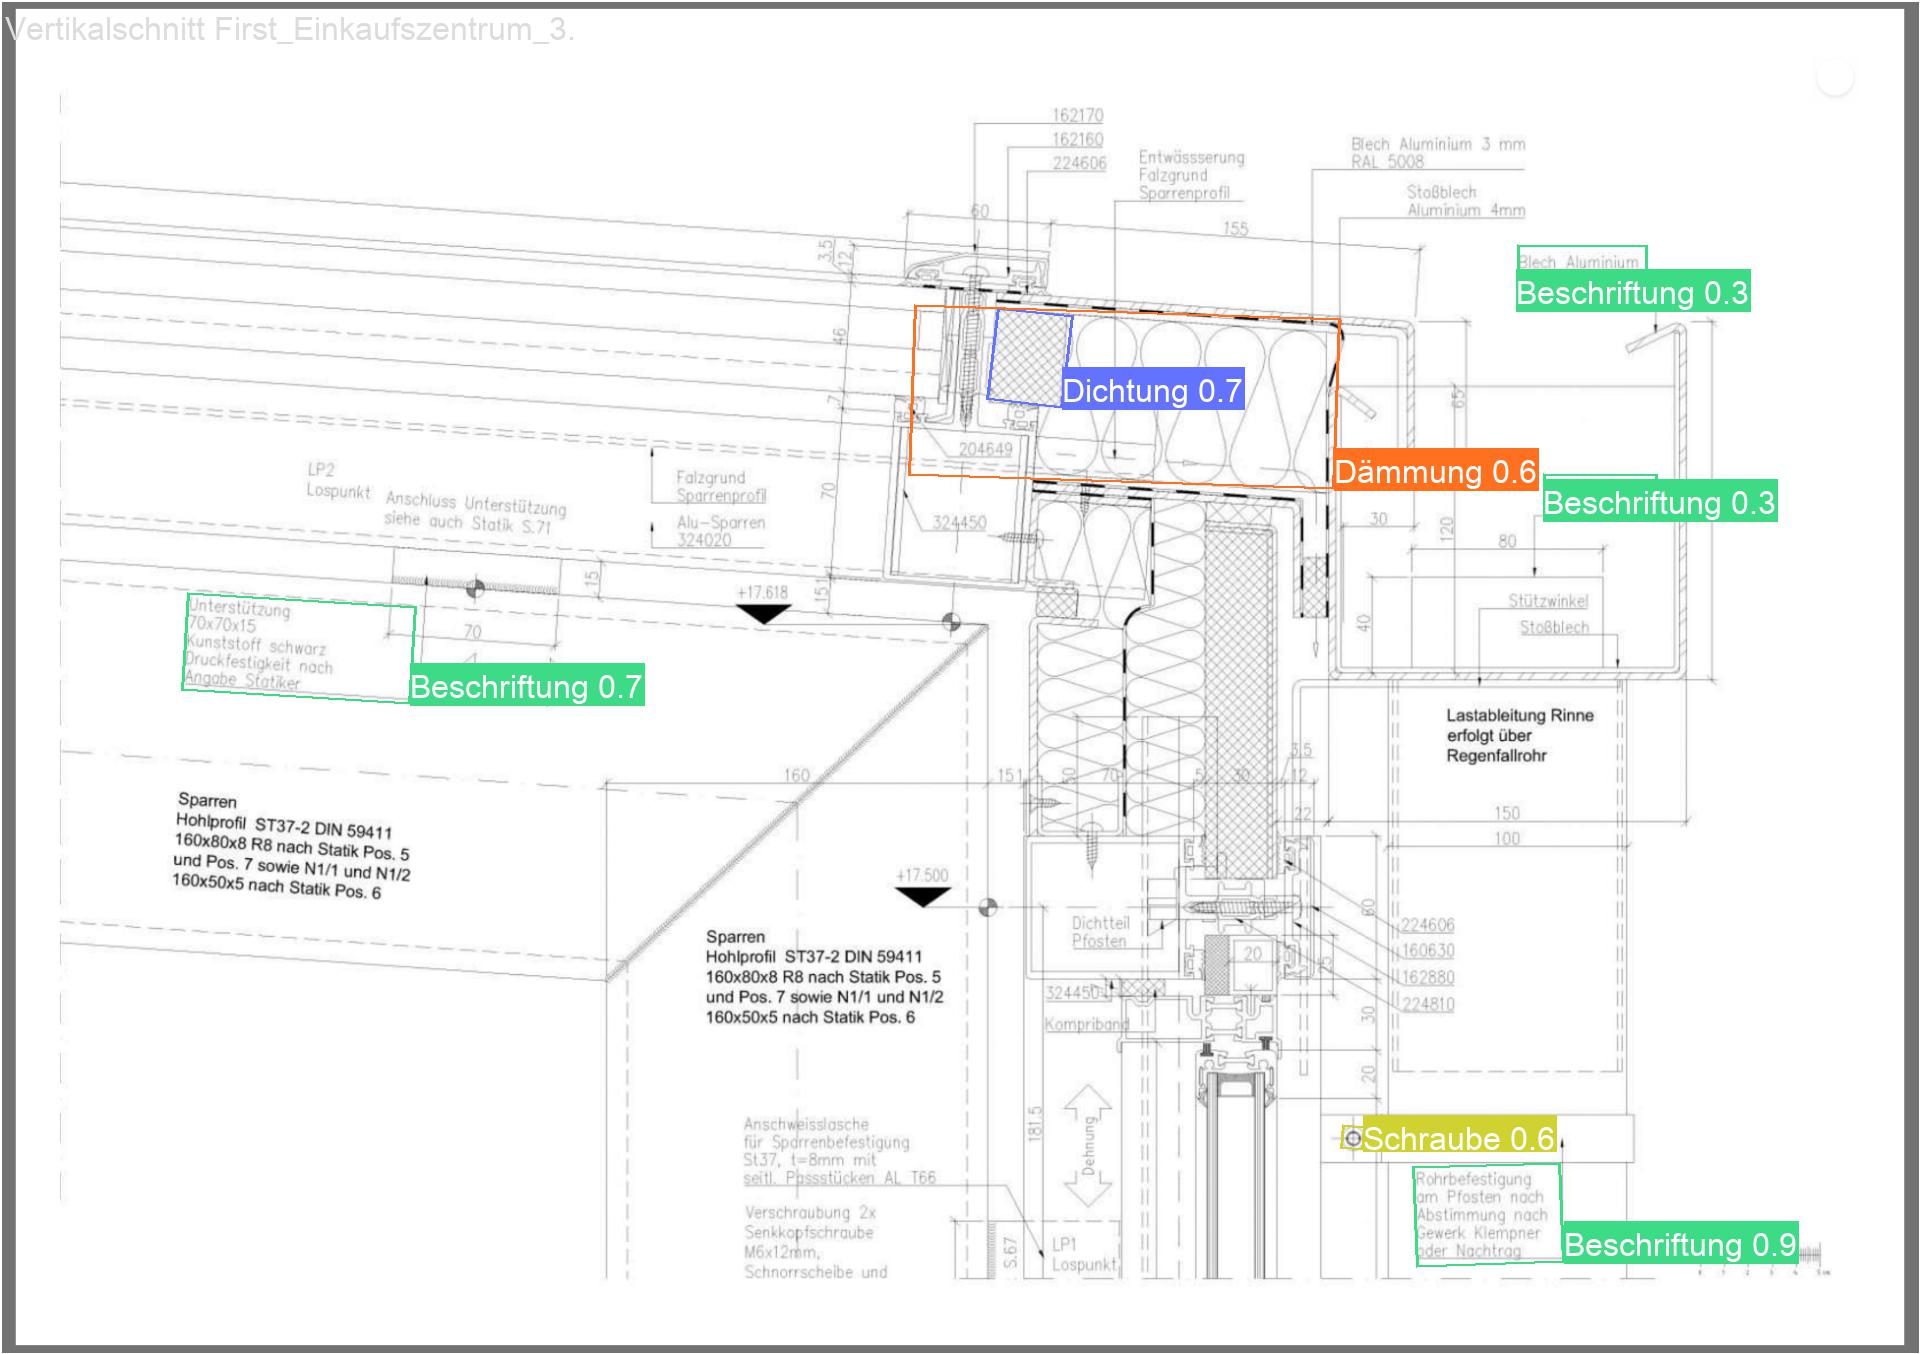 Vertikalschnitt First_Einkaufszentrum_3.
162170
162160
224606
Entwässserung
Falzgrund
Sparrenprofil
Blech Aluminium 3 mm
RAL 5008
Stoßblech
Aluminium 4mm
60
155
3.5
12
Blech Aluminium
Beschriftung 0.3
46
7
Dichtung 0.7
65
204649
Dämmung 0.6
LP2
Lospunkt
Anschluss Unterstützung
siehe auch Statik S.71
Falzgrund
Sparrenprofil
70
Beschriftung 0.3
Alu-Sparren
324020
324450
30
120
80
15
15
1
+17.618
Unterstützung
70x70x15
Kunststoff schwarz
Druckfestigkeit nach
Angabe Statiker
70
Beschriftung 0.7
40
Stützwinkel
Stoßblech
Lastableitung Rinne
erfolgt über
Regenfallrohr
3.5
160
15
1
60
70
5
30
12
22
150
100
Sparren
Hohlprofil ST37-2 DIN 59411
160x80x8 R8 nach Statik Pos. 5
und Pos. 7 sowie N1/1 und N1/2
160x50x5 nach Statik Pos. 6
+17.500
Dichtteil
Pfosten
60
224606
160630
162880
224810
Sparren
Hohlprofil ST37-2 DIN 59411
160x80x8 R8 nach Statik Pos. 5
und Pos. 7 sowie N1/1 und N1/2
160x50x5 nach Statik Pos. 6
20
25
324450
Kompriband
30
20
181.5
Dehnung
Schraube 0.6
Anschweisslasche
für Sparrenbefestigung
St37, t=8mm mit
seitl. Passstücken AL T66
Verschraubung 2x
Senkkopfschraube
M6x12mm,
Schnorrscheibe und
S.67
LP1
Lospunkt
Rohrbefestigung
am Pfosten nach
Abstimmung nach
Gewerk Klempner
oder Nachtrag
Beschriftung 0.9